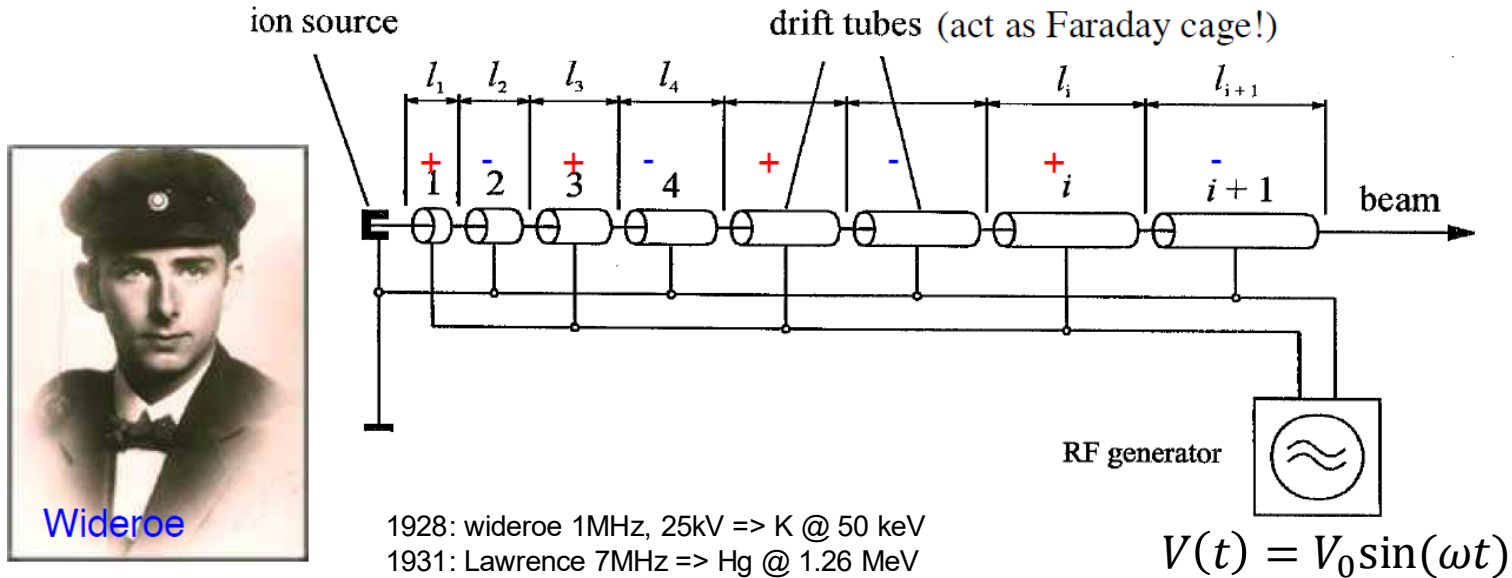 ion source
drift tubes (act as Faraday cage!)
l₁ l₂ l₃ l₄ lᵢ lᵢ₊₁
+ - + - + - + -
1 2 3 4 i i + 1
beam
RF generator
Wideroe
1928: wideroe 1MHz, 25kV => K @ 50 keV
1931: Lawrence 7MHz => Hg @ 1.26 MeV
V(t) = V₀sin(ωt)